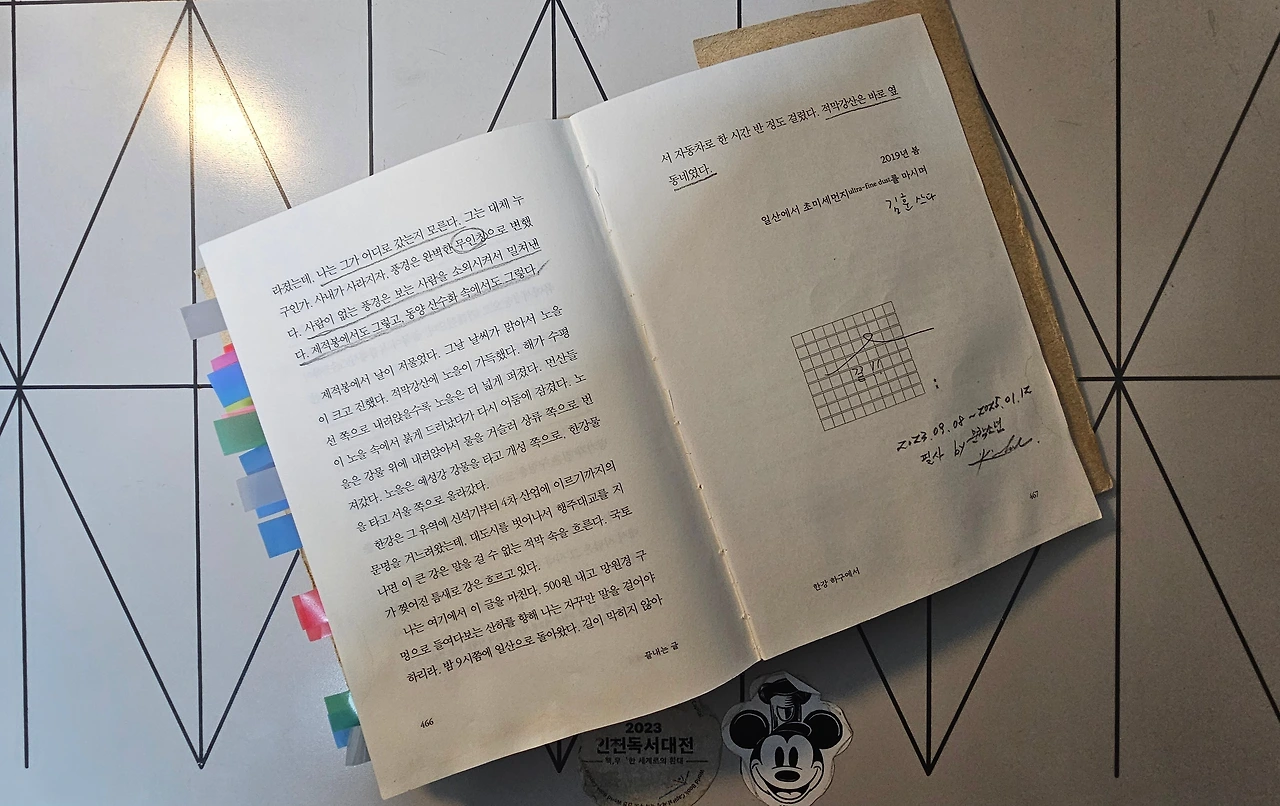 라졌는데. 나는 그가 어디로 갔는지 모른다. 그는 대체 누
구인가. 사내가 사라지자, 풍경은 완벽한 무인칭으로 변했
다. 사람이 없는 풍경은 보는 사람을 소외시켜서 밀쳐낸
다. 제적봉에서도 그렇고, 동양 산수화 속에서도 그렇다.
제적봉에서 날이 저물었다. 그날 날씨가 맑아서 노을
이 크고 진했다. 적막강산에 노을이 가득했다. 해가 수평
선 쪽으로 내려앉을수록 노을은 더 넓게 퍼졌다. 먼산들
이 노을 속에서 붉게 드러났다가 다시 어둠에 잠겼다. 노
을은 강물 위에 내려앉아서 물을 거슬러 상류 쪽으로 번
져갔다. 노을은 예성강 강물을 타고 개성 쪽으로, 한강물
을 타고 서울 쪽으로 올라갔다.
한강은 그 유역에 신석기부터 4차 산업에 이르기까지의
문명을 거느려왔는데, 대도시를 벗어나서 행주대교를 지
나면 이 큰 강은 말을 걸 수 없는 적막 속을 흐른다. 국토
가 찢어진 틈새로 강은 흐르고 있다.
나는 여기에서 이 글을 마친다. 500원 내고 망원경 구
멍으로 들여다보는 산하를 향해 나는 자꾸만 말을 걸어야
하리라. 밤 9시쯤에 일산으로 돌아왔다. 길이 막히지 않아
끝내는 글
466
서 자동차로 한 시간 반 정도 걸렸다. 적막강산은 바로 옆
동네였다.
2019년 봄
일산에서 초미세먼지ultra-fine dust를 마시며
김훈 쓰다
2023. 09. 08 ~ 2025. 01. 12
필사 by 문학소년
467
한강 하구에서
2023
책, 우